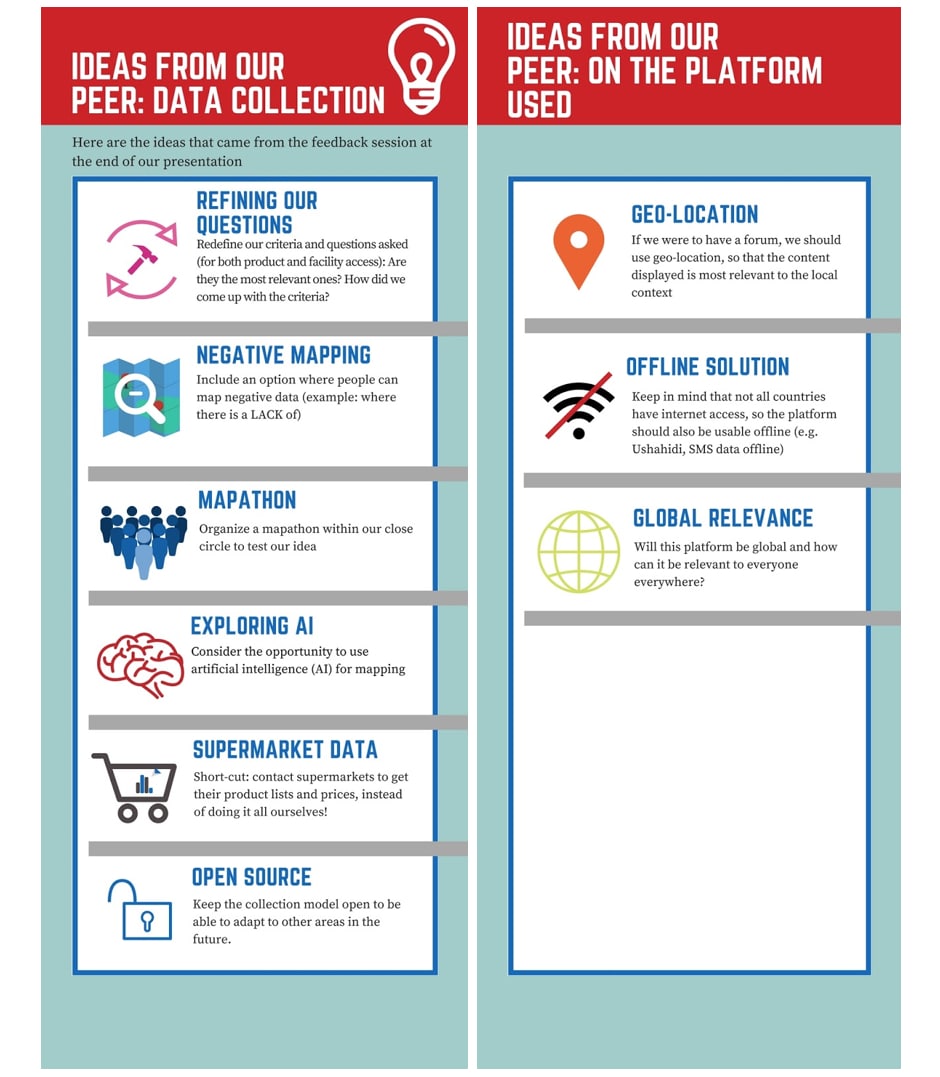 IDEAS FROM OUR
PEER: DATA COLLECTION
Here are the ideas that came from the feedback session at
the end of our presentation
REFINING OUR
QUESTIONS
Redefine our criteria and questions asked
(for both product and facility access): Are
they the most relevant ones? How did we
come up with the criteria?
NEGATIVE MAPPING
Include an option where people can
map negative data (example: where
there is a LACK of)
MAPATHON
Organize a mapathon within our close
circle to test our idea
EXPLORING AI
Consider the opportunity to use
artificial intelligence (AI) for mapping
SUPERMARKET DATA
Short-cut: contact supermarkets to get
their product lists and prices, instead
of doing it all ourselves!
OPEN SOURCE
Keep the collection model open to be
able to adapt to other areas in the
future.
IDEAS FROM OUR
PEER: ON THE PLATFORM
USED
GEO-LOCATION
If we were to have a forum, we should
use geo-location, so that the content
displayed is most relevant to the local
context
OFFLINE SOLUTION
Keep in mind that not all countries
have internet access, so the platform
should also be usable offline (e.g.
Ushahidi, SMS data offline)
GLOBAL RELEVANCE
Will this platform be global and how
can it be relevant to everyone
everywhere?